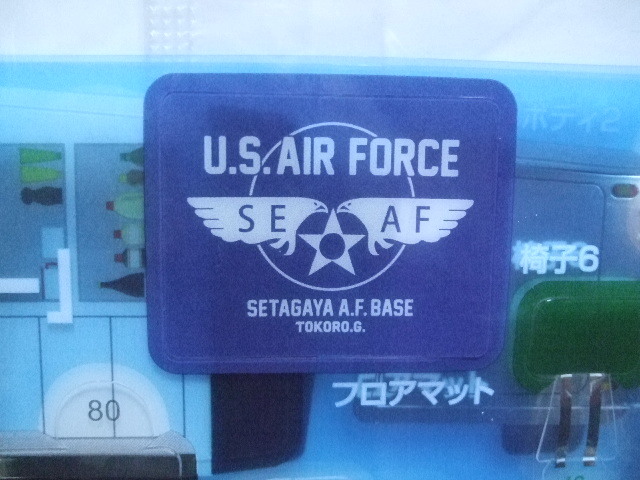 ボディ2
U.S. AIR FORCE
SE AF
椅子6
SETAGAYA A.F. BASE
TOKORO.G.
フロアマット
80